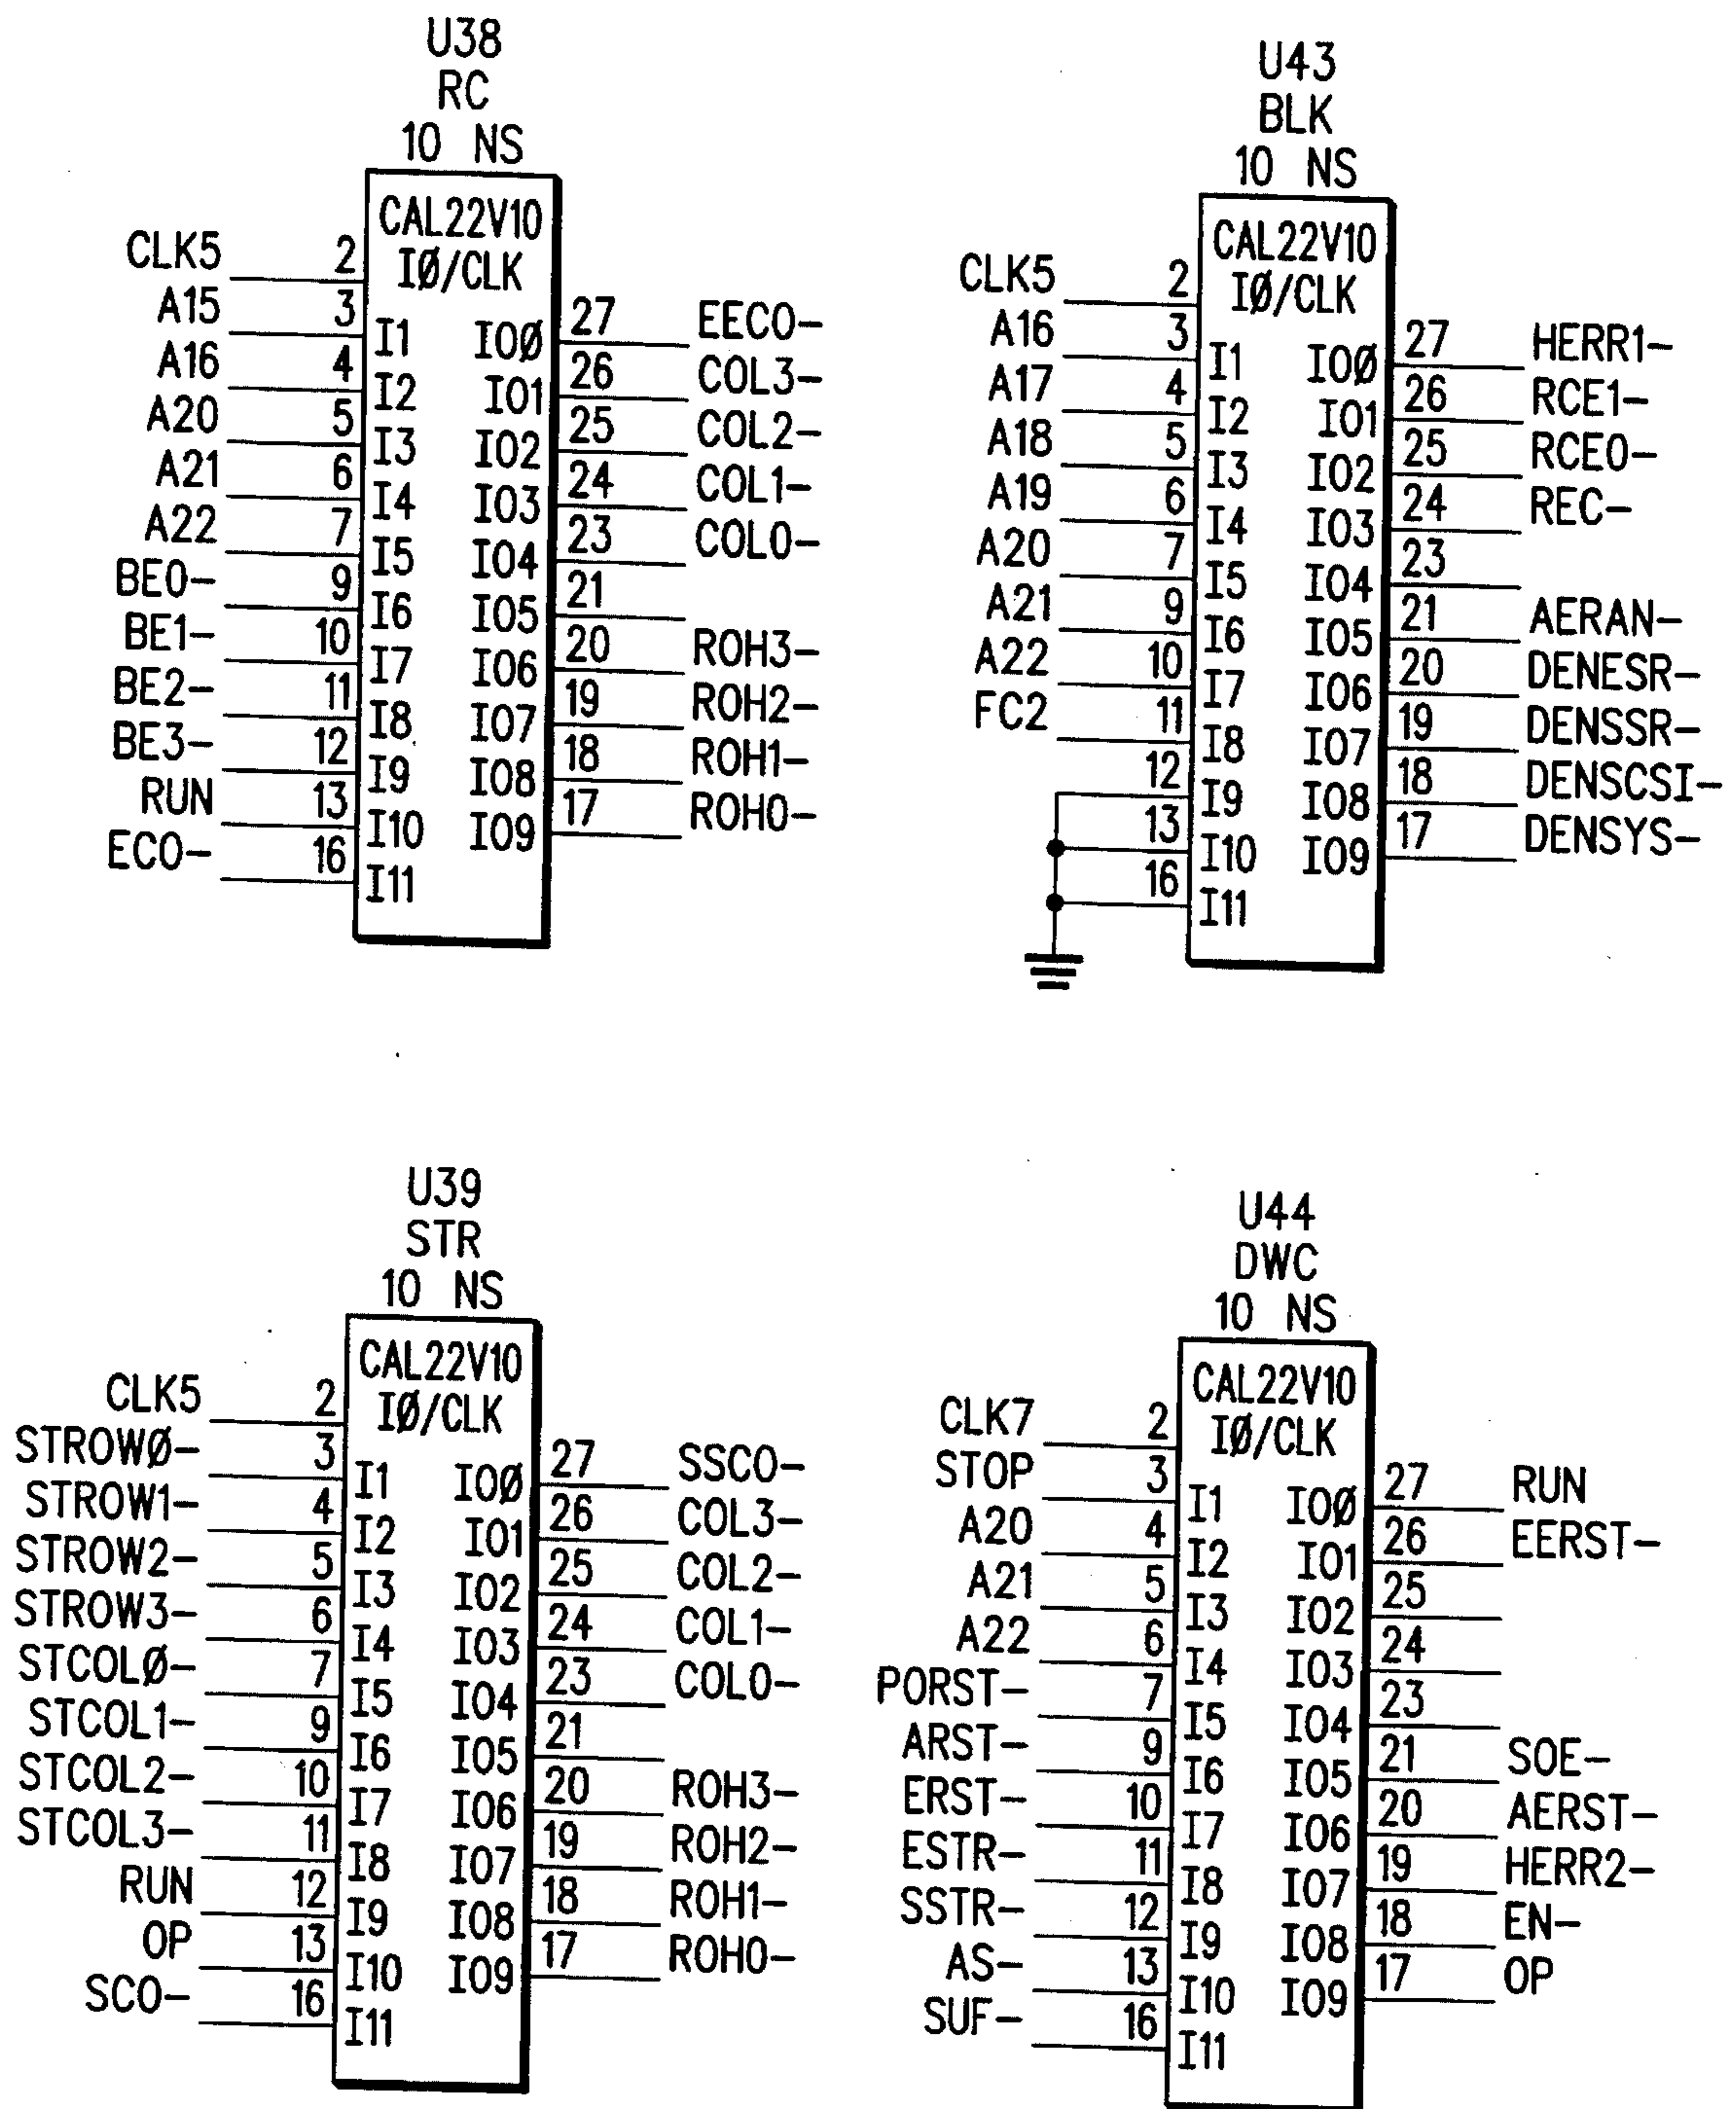 U38
RC
10 NS
CAL22V10
IØ/CLK
CLK5 2
A15 3 I1 IOØ 27 EECO-
A16 4 I2 IO1 26 COL3-
A20 5 I3 IO2 25 COL2-
A21 6 I4 IO3 24 COL1-
A22 7 I5 IO4 23 COLO-
BEO- 9 I6 IO5 21
BE1- 10 I7 IO6 20 ROH3-
BE2- 11 I8 IO7 19 ROH2-
BE3- 12 I9 IO8 18 ROH1-
RUN 13 I10 IO9 17 ROHO-
ECO- 16 I11
U43
BLK
10 NS
CAL22V10
IØ/CLK
CLK5 2
A16 3 I1 IOØ 27 HERR1-
A17 4 I2 IO1 26 RCE1-
A18 5 I3 IO2 25 RCEO-
A19 6 I4 IO3 24 REC-
A20 7 I5 IO4 23
A21 9 I6 IO5 21 AERAN-
A22 10 I7 IO6 20 DENESR-
FC2 11 I8 IO7 19 DENSSR-
12 I9 IO8 18 DENSCSI-
13 I10 IO9 17 DENSYS-
16 I11
U39
STR
10 NS
CAL22V10
IØ/CLK
CLK5 2
STROWØ- 3 I1 IOØ 27 SSCO-
STROW1- 4 I2 IO1 26 COL3-
STROW2- 5 I3 IO2 25 COL2-
STROW3- 6 I4 IO3 24 COL1-
STCOLØ- 7 I5 IO4 23 COLO-
STCOL1- 9 I6 IO5 21
STCOL2- 10 I7 IO6 20 ROH3-
STCOL3- 11 I8 IO7 19 ROH2-
RUN 12 I9 IO8 18 ROH1-
OP 13 I10 IO9 17 ROHO-
SCO- 16 I11
U44
DWC
10 NS
CAL22V10
IØ/CLK
CLK7 2
STOP 3 I1 IOØ 27 RUN
A20 4 I2 IO1 26 EERST-
A21 5 I3 IO2 25
A22 6 I4 IO3 24
PORST- 7 I5 IO4 23
ARST- 9 I6 IO5 21 SOE-
ERST- 10 I7 IO6 20 AERST-
ESTR- 11 I8 IO7 19 HERR2-
SSTR- 12 I9 IO8 18 EN-
AS- 13 I10 IO9 17 OP
SUF- 16 I11